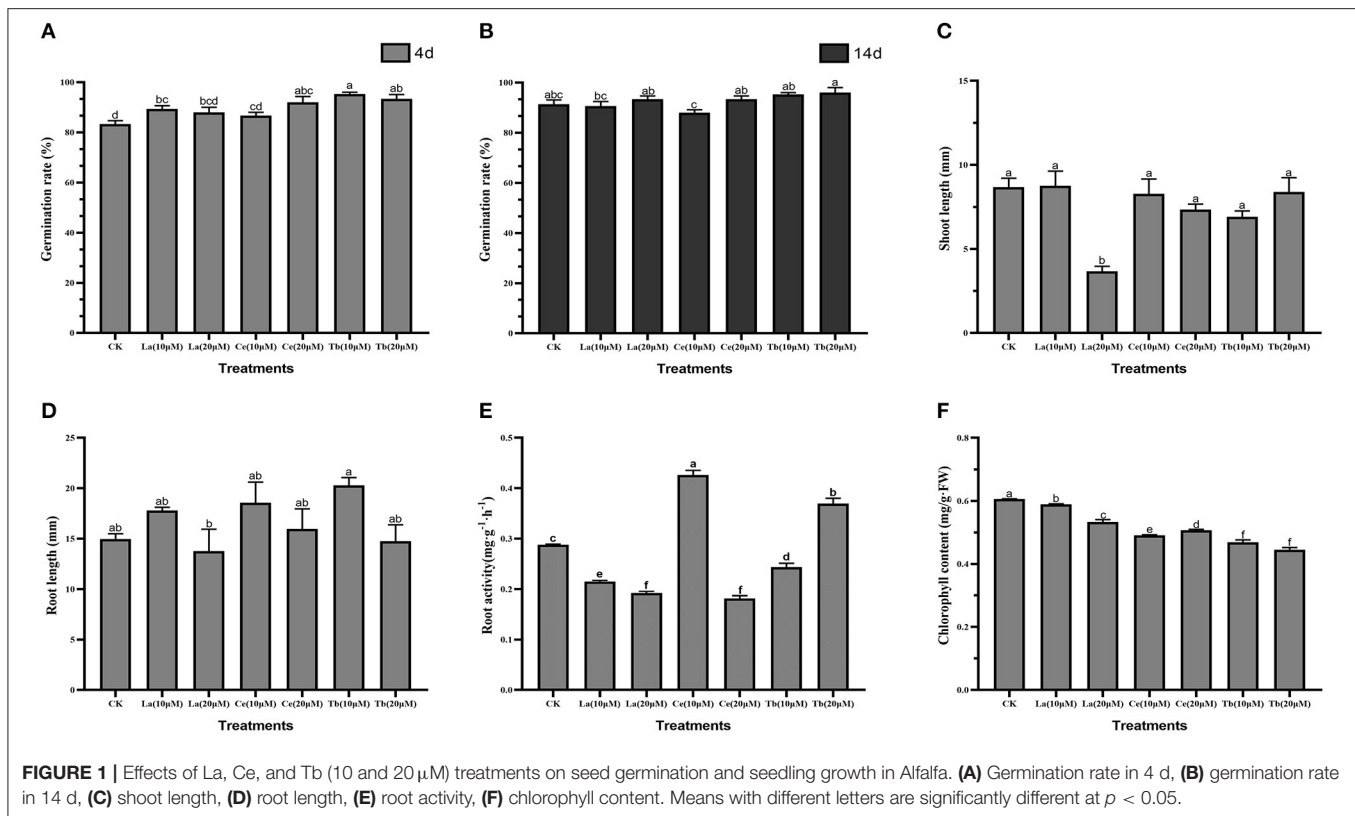 A
4d
Germination rate (%)
100
80
60
40
20
0
d
bc
bcd
cd
abc
a
ab
CK
La(10μM)
La(20μM)
Ce(10μM)
Ce(20μM)
Tb(10μM)
Tb(20μM)
Treatments
B
14d
Germination rate (%)
100
80
60
40
20
0
abc
bc
ab
c
ab
ab
a
CK
La(10μM)
La(20μM)
Ce(10μM)
Ce(20μM)
Tb(10μM)
Tb(20μM)
Treatments
C
Shoot length (mm)
15
10
5
0
a
a
b
a
a
a
a
CK
La(10μM)
La(20μM)
Ce(10μM)
Ce(20μM)
Tb(10μM)
Tb(20μM)
Treatments
D
Root length (mm)
25
20
15
10
5
0
ab
ab
b
ab
ab
a
ab
CK
La(10μM)
La(20μM)
Ce(10μM)
Ce(20μM)
Tb(10μM)
Tb(20μM)
Treatments
E
Root activity(mg·g⁻¹·h⁻¹)
0.5
0.4
0.3
0.2
0.1
0.0
c
e
f
a
f
d
b
CK
La(10μM)
La(20μM)
Ce(10μM)
Ce(20μM)
Tb(10μM)
Tb(20μM)
Treatments
F
Chlorophyll content (mg/g·FW)
0.8
0.6
0.4
0.2
0.0
a
b
c
e
d
f
f
CK
La(10μM)
La(20μM)
Ce(10μM)
Ce(20μM)
Tb(10μM)
Tb(20μM)
Treatments
FIGURE 1 | Effects of La, Ce, and Tb (10 and 20 μM) treatments on seed germination and seedling growth in Alfalfa. (A) Germination rate in 4 d, (B) germination rate
in 14 d, (C) shoot length, (D) root length, (E) root activity, (F) chlorophyll content. Means with different letters are significantly different at p < 0.05.